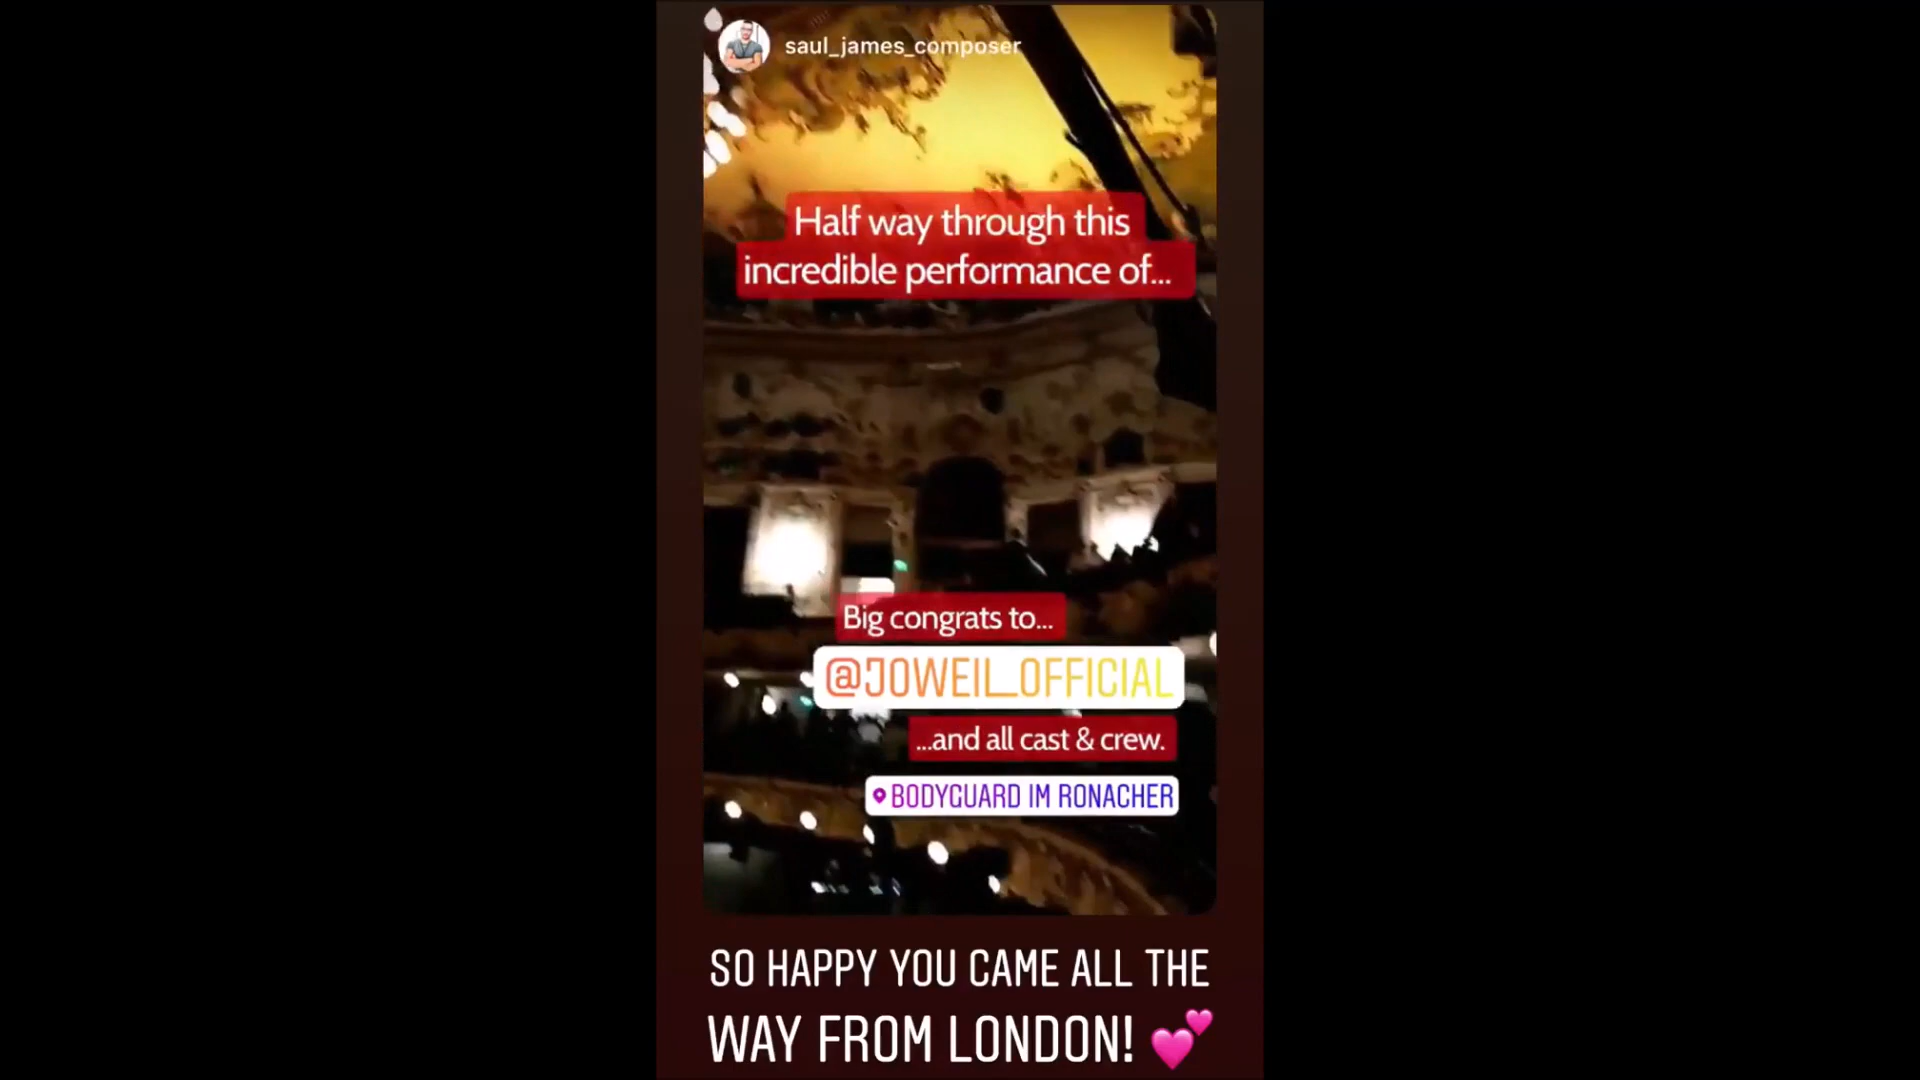 saul_james_composer
Half way through this
incredible performance of...
Big congrats to...
@JOWEIL_OFFICIAL
...and all cast & crew.
BODYGUARD IM RONACHER
SO HAPPY YOU CAME ALL THE
WAY FROM LONDON! 💕